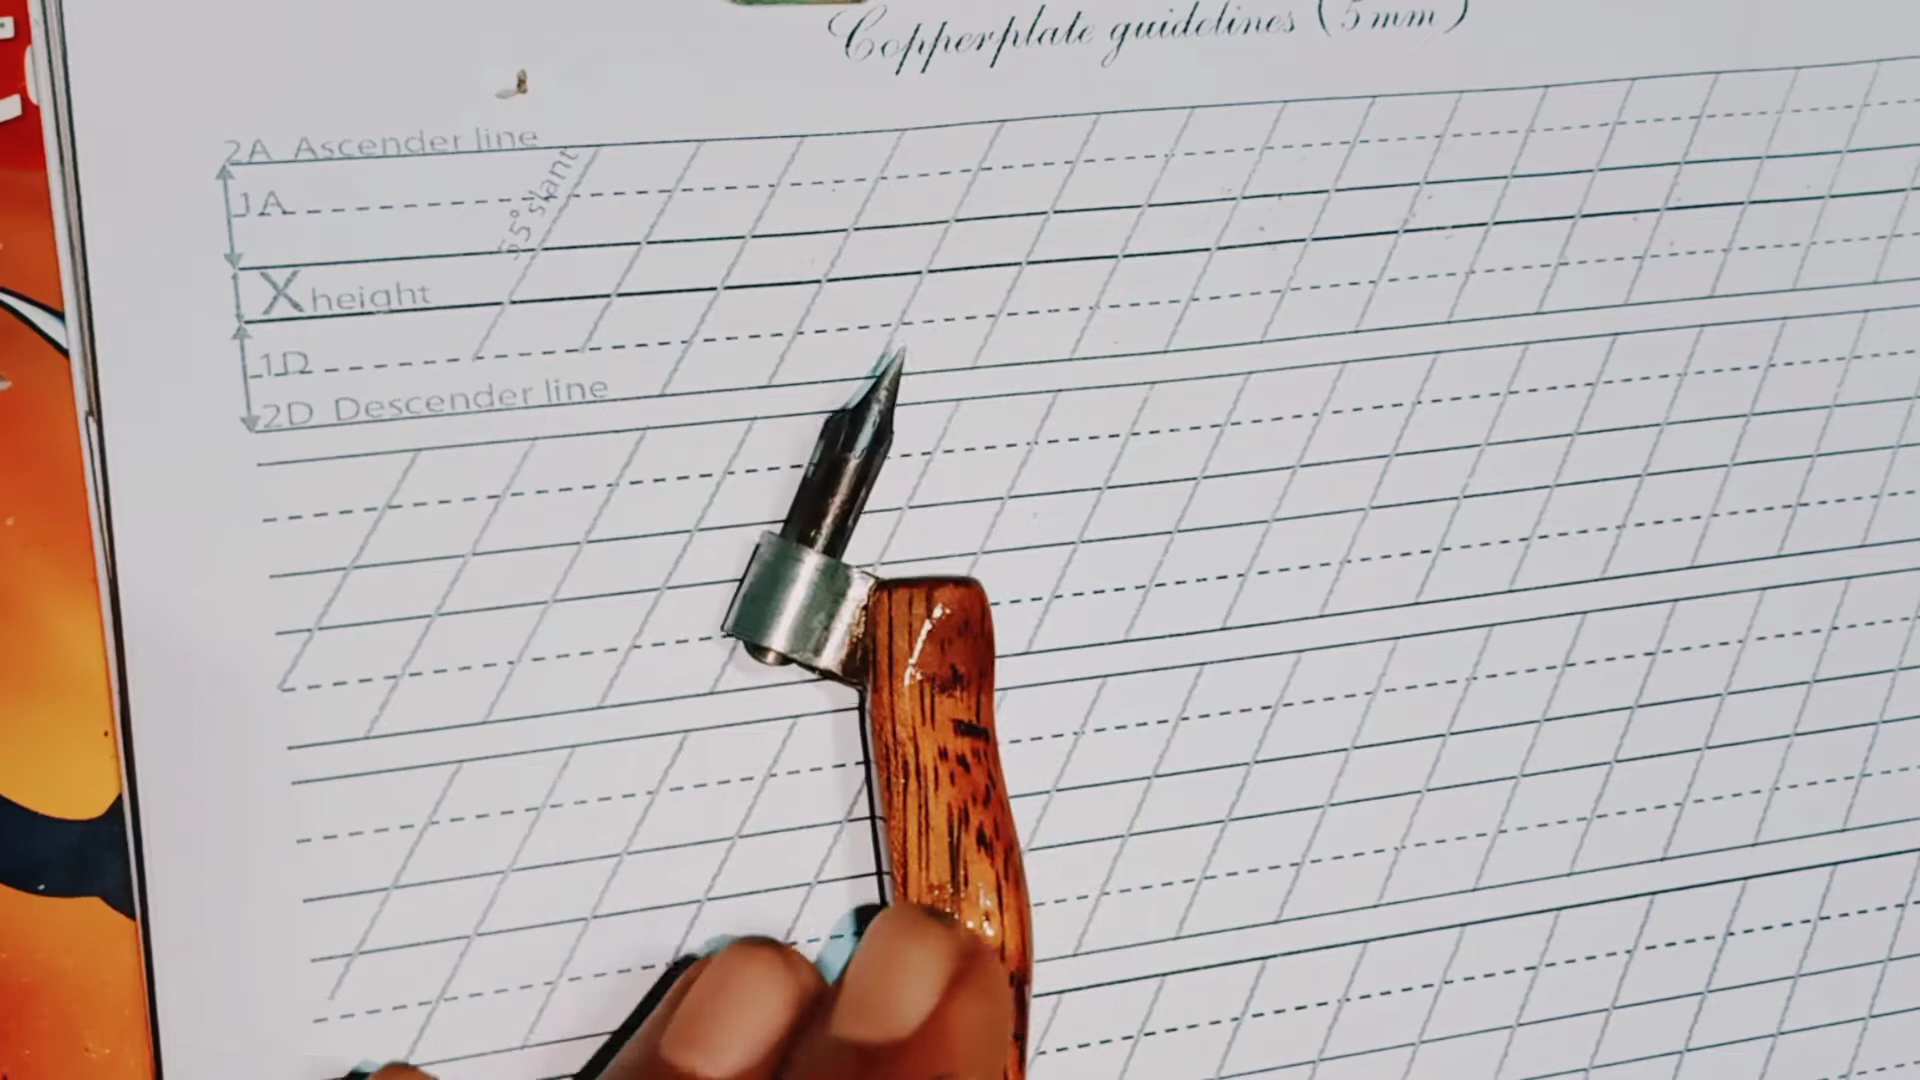 Copperplate guidelines (5mm)
2A Ascender line
1A
55° slant
X height
1D
2D Descender line